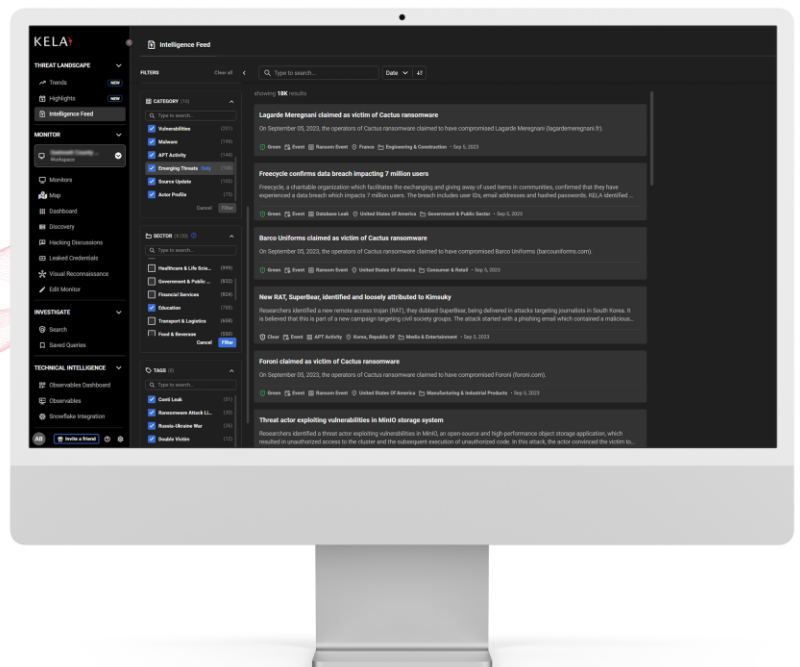 KELA
THREAT LANDSCAPE
Trends NEW
Highlights NEW
Intelligence Feed
MONITOR
County ...
Workspace
Monitors
Map
Dashboard
Discovery
Hacking Discussions
Leaked Credentials
Visual Reconnaissance
Edit Monitor
INVESTIGATE
Search
Saved Queries
TECHNICAL INTELLIGENCE
Observables Dashboard
Observables
Snowflake Integration
AB Invite a friend
Intelligence Feed
FILTERS Clear all
Type to search...
Date
CATEGORY (10)
Type to search...
Vulnerabilities (201)
Malware
APT Activity (144)
Emerging Threats Only
Source Update
Actor Profile (75)
Cancel Filter
SECTOR
Type to search...
Healthcare & Life Scie... (899)
Government & Public ... (833)
Financial Services (824)
Education
Transport & Logistics
Food & Beverage
Cancel Filter
TAGS
Type to search...
Conti Leak (51)
Ransomware Attack Li...
Russia-Ukraine War
Double Victim (12)
showing 10K results
Lagarde Meregnani claimed as victim of Cactus ransomware
On September 05, 2023, the operators of Cactus ransomware claimed to have compromised Lagarde Meregnani (lagardemeregnani.fr).
Green Event Ransom Event France Engineering & Construction • Sep 5, 2023
Freecycle confirms data breach impacting 7 million users
Freecycle, a charitable organization which facilitates the exchanging and giving away of used items in communities, confirmed that they have
experienced a data breach which impacts 7 million users. The breach includes user IDs, email addresses and hashed passwords. KELA identified ...
Green Event Database Leak United States Of America Government & Public Sector • Sep 5, 2023
Barco Uniforms claimed as victim of Cactus ransomware
On September 05, 2023, the operators of Cactus ransomware claimed to have compromised Barco Uniforms (barcouniforms.com).
Green Event Ransom Event United States Of America Consumer & Retail • Sep 5, 2023
New RAT, SuperBear, identified and loosely attributed to Kimsuky
Researchers identified a new remote access trojan (RAT), they dubbed SuperBear, being delivered in attacks targeting journalists in South Korea. It
is believed that this is part of a new campaign targeting civil society groups. The attack started with a phishing email which contained a malicious...
Clear Event APT Activity Korea, Republic Of Media & Entertainment • Sep 5, 2023
Foroni claimed as victim of Cactus ransomware
On September 05, 2023, the operators of Cactus ransomware claimed to have compromised Foroni (foroni.com).
Green Event Ransom Event United States Of America Manufacturing & Industrial Products • Sep 5, 2023
Threat actor exploiting vulnerabilities in MinIO storage system
Researchers identified a threat actor exploiting vulnerabilities in MinIO, an open-source and high-performance object storage application, which
resulted in unauthorized access to the cluster and the subsequent execution of unauthorized code. In this attack, the actor convinced the victim to...